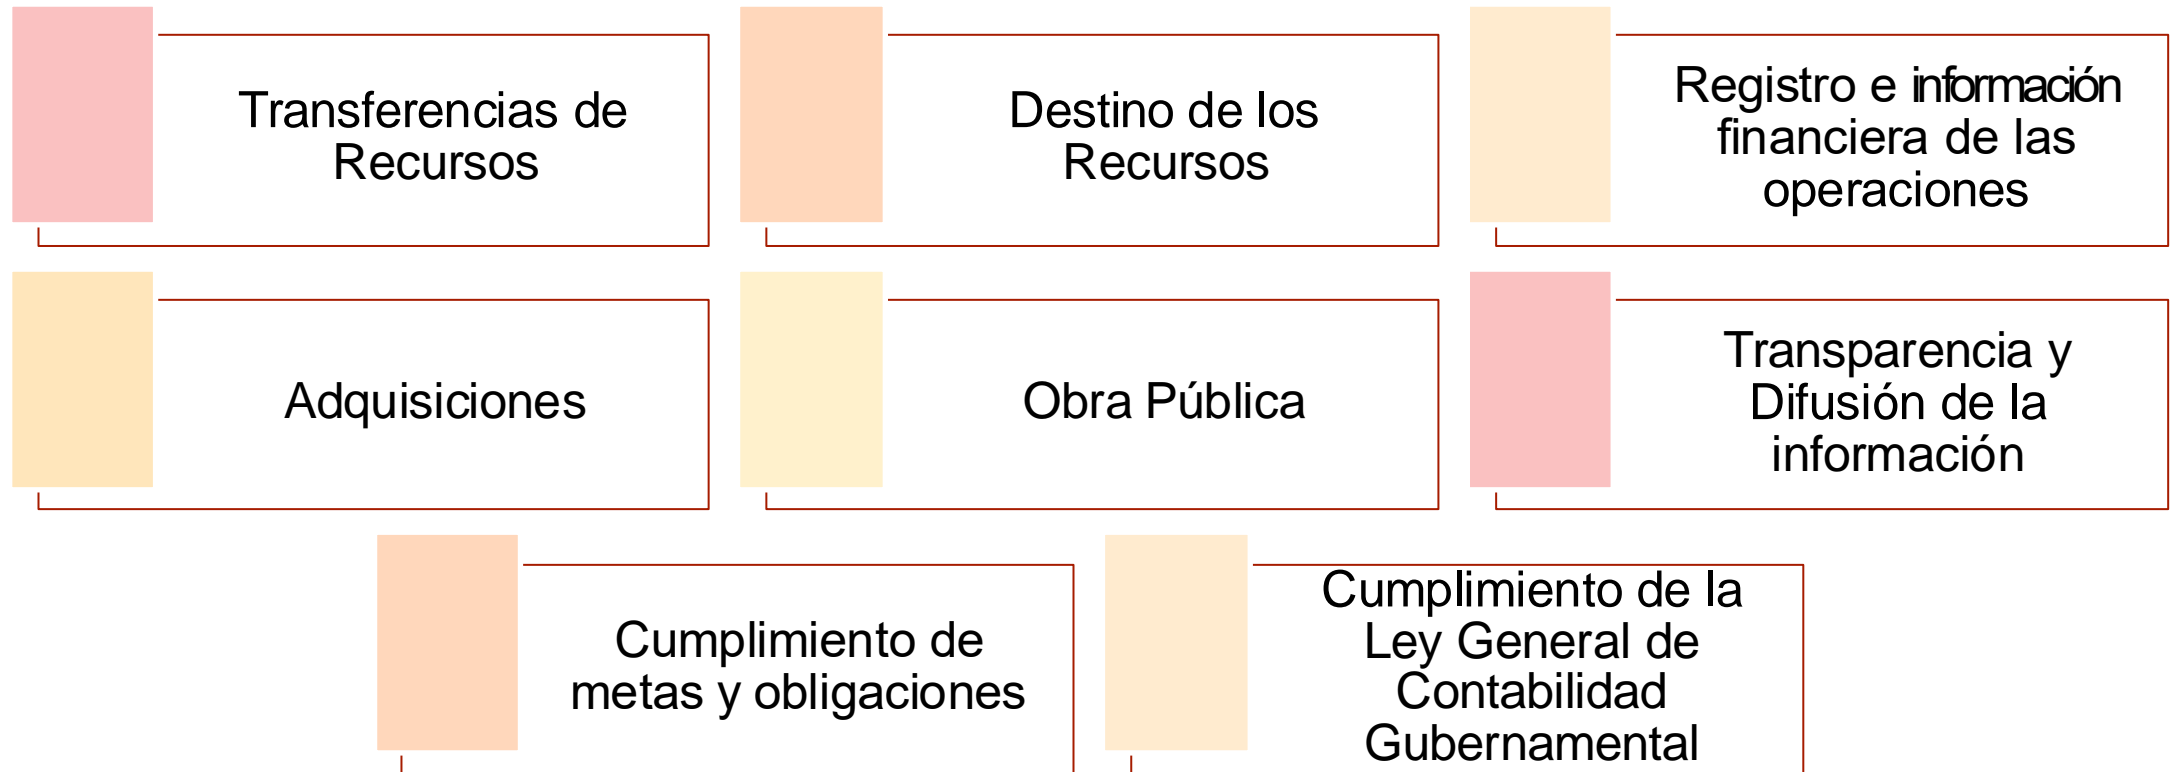 Transferencias de
Recursos
Destino de los
Recursos
Registro e información
financiera de las
operaciones
Adquisiciones
Obra Pública
Transparencia y
Difusión de la
información
Cumplimiento de
metas y obligaciones
Cumplimiento de la
Ley General de
Contabilidad
Gubernamental